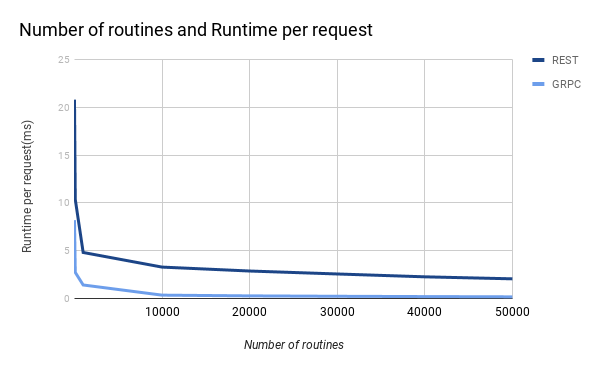 Number of routines and Runtime per request
REST
GRPC
Runtime per request(ms)
25
20
15
10
5
0
10000 20000 30000 40000 50000
Number of routines